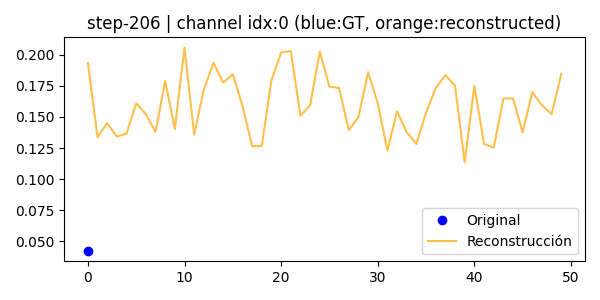 step-206 | channel idx:0 (blue:GT, orange:reconstructed)
0.200
0.175
0.150
0.125
0.100
0.075
0.050
Original
Reconstrucción
0 10 20 30 40 50